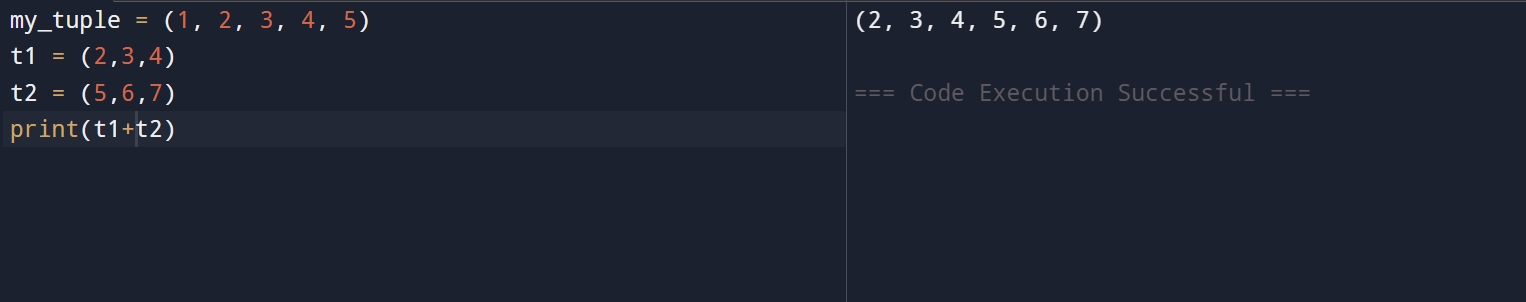 my_tuple = (1, 2, 3, 4, 5)
t1 = (2,3,4)
t2 = (5,6,7)
print(t1+t2)
(2, 3, 4, 5, 6, 7)
=== Code Execution Successful ===